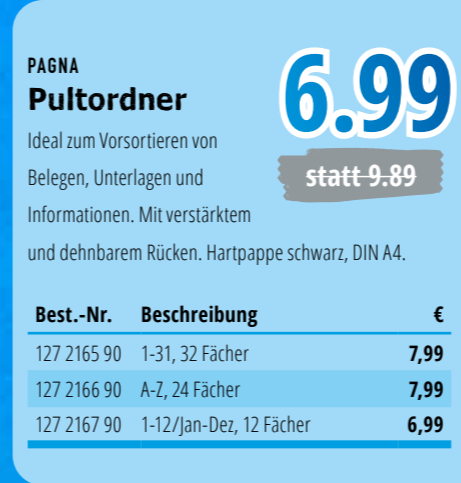 PAGNA
Pultordner
6.99
statt 9.89
Ideal zum Vorsortieren von
Belegen, Unterlagen und
Informationen. Mit verstärktem
und dehnbarem Rücken. Hartpappe schwarz, DIN A4.
Best.-Nr. Beschreibung €
127 2165 90 1-31, 32 Fächer 7,99
127 2166 90 A-Z, 24 Fächer 7,99
127 2167 90 1-12/Jan-Dez, 12 Fächer 6,99